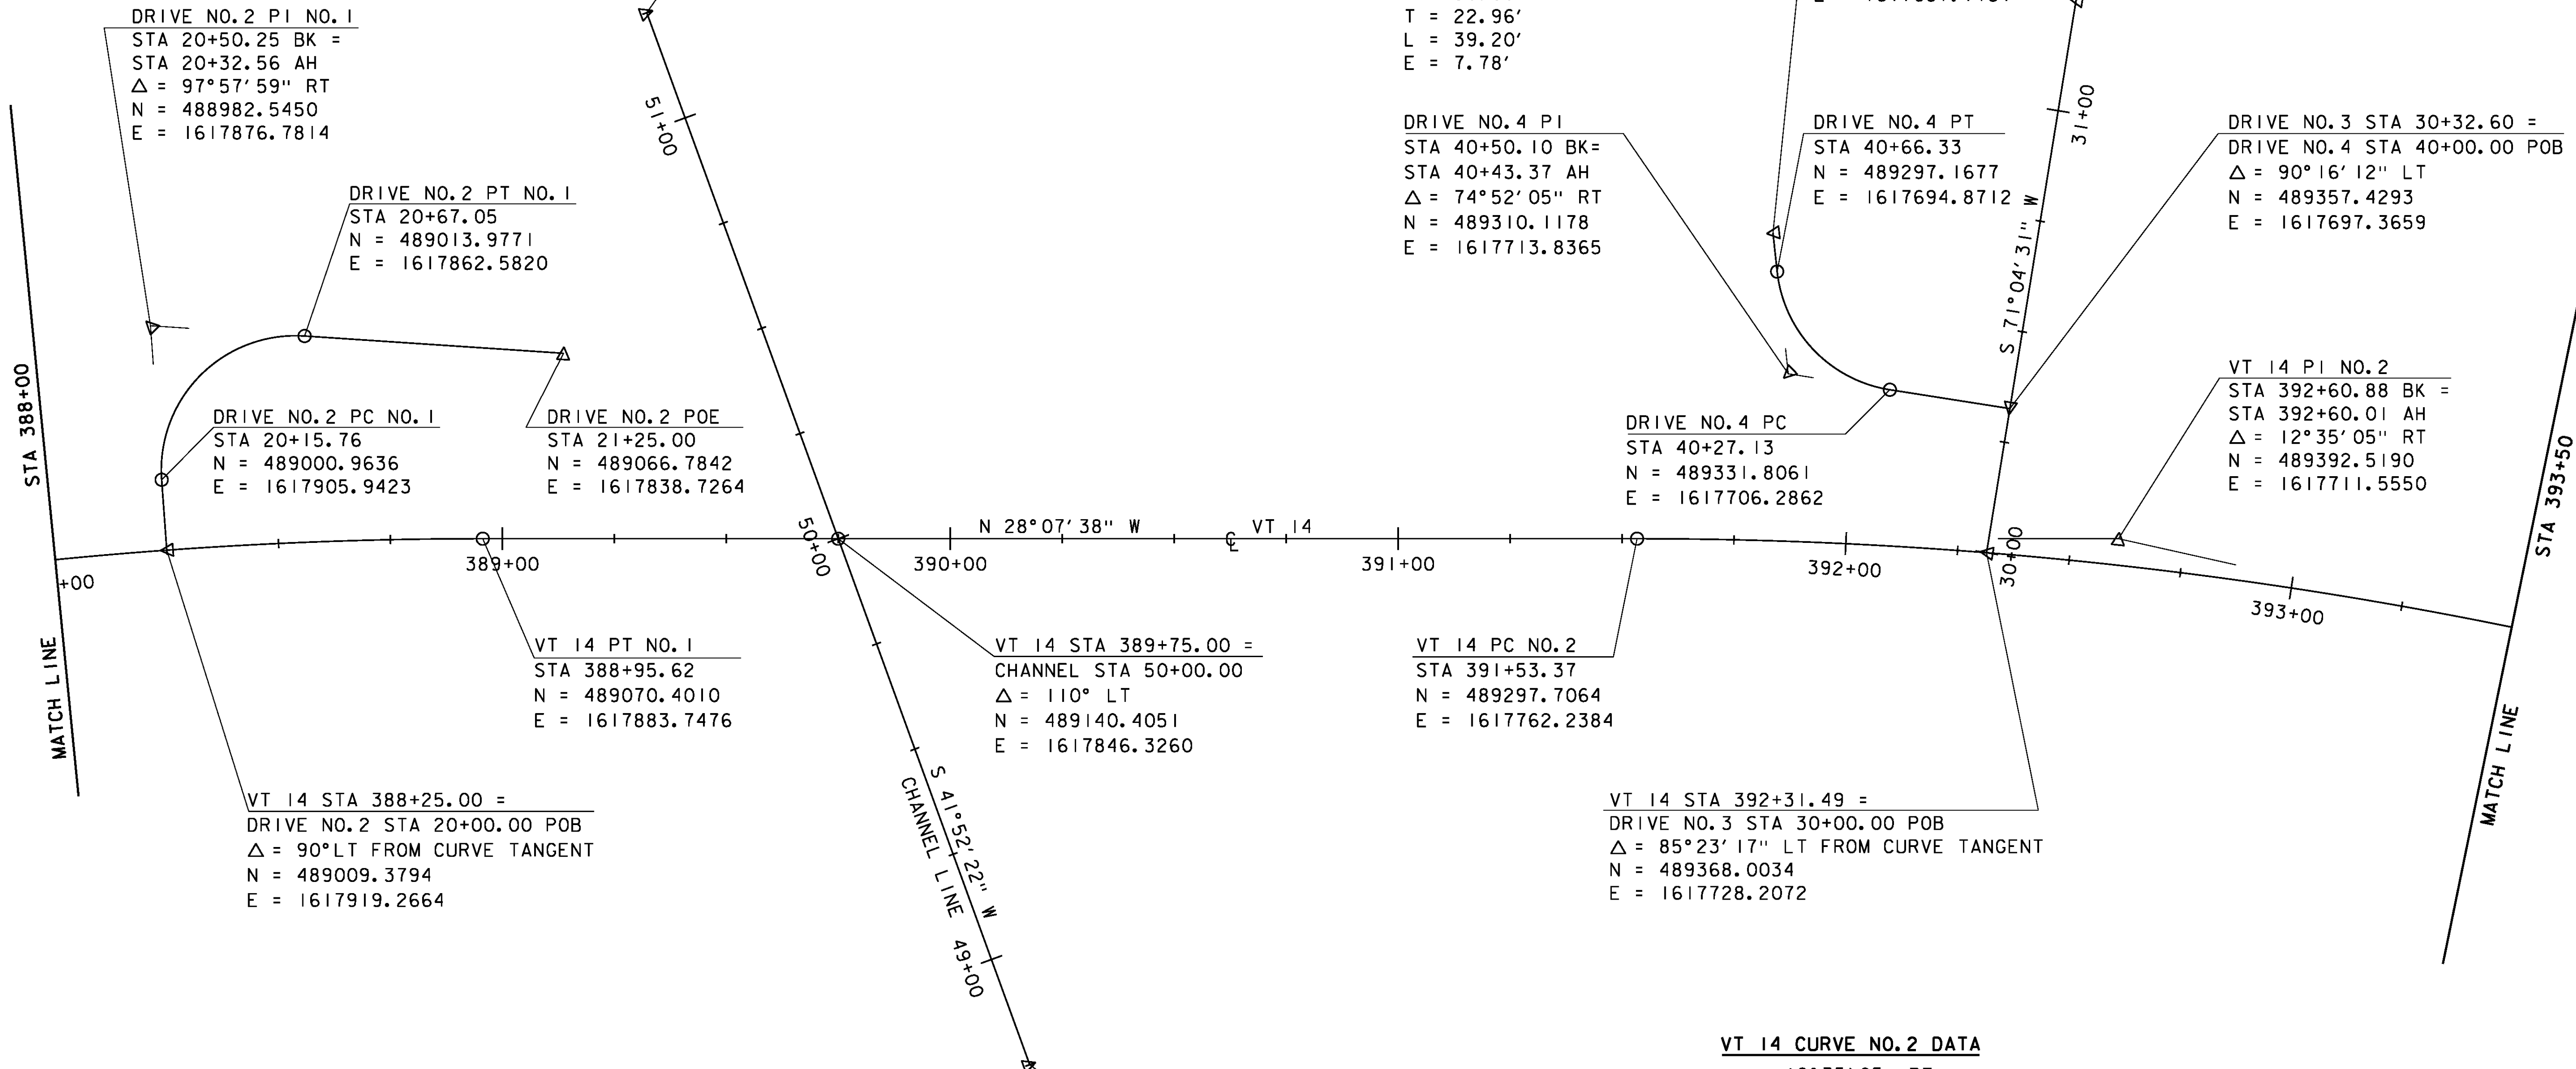 DRIVE NO.2 PI NO.1
STA 20+50.25 BK =
STA 20+32.56 AH
Δ = 97°57'59" RT
N = 488982.5450
E = 1617876.7814
DRIVE NO.2 PT NO.1
STA 20+67.05
N = 489013.9771
E = 1617862.5820
DRIVE NO.2 PC NO.1
STA 20+15.76
N = 489000.9636
E = 1617905.9423
DRIVE NO.2 POE
STA 21+25.00
N = 489066.7842
E = 1617838.7264
STA 388+00
MATCH LINE
+00
51+00
50+00
T = 22.96'
L = 39.20'
E = 7.78'
DRIVE NO.4 PI
STA 40+50.10 BK=
STA 40+43.37 AH
Δ = 74°52'05" RT
N = 489310.1178
E = 1617713.8365
DRIVE NO.4 PT
STA 40+66.33
N = 489297.1677
E = 1617694.8712
31+00
S 71°04'31" W
DRIVE NO.3 STA 30+32.60 =
DRIVE NO.4 STA 40+00.00 POB
Δ = 90°16'12" LT
N = 489357.4293
E = 1617697.3659
DRIVE NO.4 PC
STA 40+27.13
N = 489331.8061
E = 1617706.2862
VT 14 PI NO.2
STA 392+60.88 BK =
STA 392+60.01 AH
Δ = 12°35'05" RT
N = 489392.5190
E = 1617711.5550
STA 393+50
MATCH LINE
N 28°07'38" W
℄
VT 14
389+00
390+00
391+00
392+00
30+00
393+00
VT 14 PT NO.1
STA 388+95.62
N = 489070.4010
E = 1617883.7476
VT 14 STA 389+75.00 =
CHANNEL STA 50+00.00
Δ = 110° LT
N = 489140.4051
E = 1617846.3260
VT 14 PC NO.2
STA 391+53.37
N = 489297.7064
E = 1617762.2384
VT 14 STA 388+25.00 =
DRIVE NO.2 STA 20+00.00 POB
Δ = 90°LT FROM CURVE TANGENT
N = 489009.3794
E = 1617919.2664
S 41°52'22" W
CHANNEL LINE
49+00
VT 14 STA 392+31.49 =
DRIVE NO.3 STA 30+00.00 POB
Δ = 85°23'17" LT FROM CURVE TANGENT
N = 489368.0034
E = 1617728.2072
VT 14 CURVE NO.2 DATA